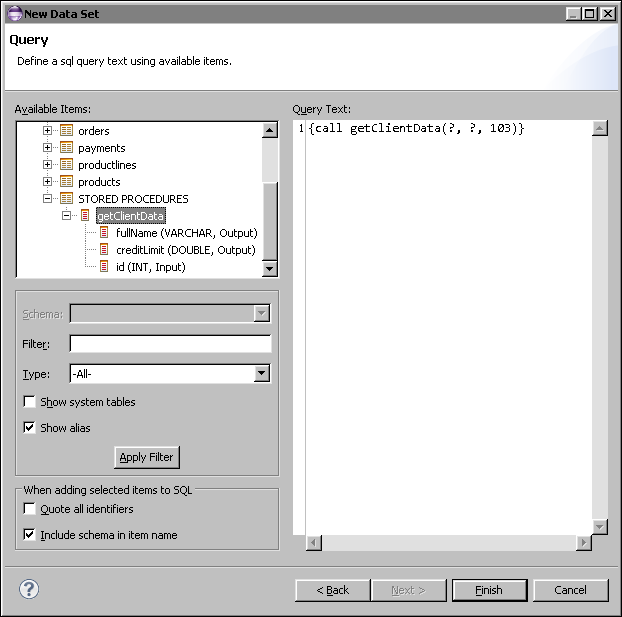 New Data Set
Query
Define a sql query text using available items.
Available Items:
orders
payments
productlines
products
STORED PROCEDURES
getClientData
fullName (VARCHAR, Output)
creditLimit (DOUBLE, Output)
id (INT, Input)
Schema:
Filter:
Type: -All-
Show system tables
Show alias
Apply Filter
When adding selected items to SQL
Quote all identifiers
Include schema in item name
Query Text:
1 {call getClientData(?, ?, 103)}
? < Back Next > Finish Cancel